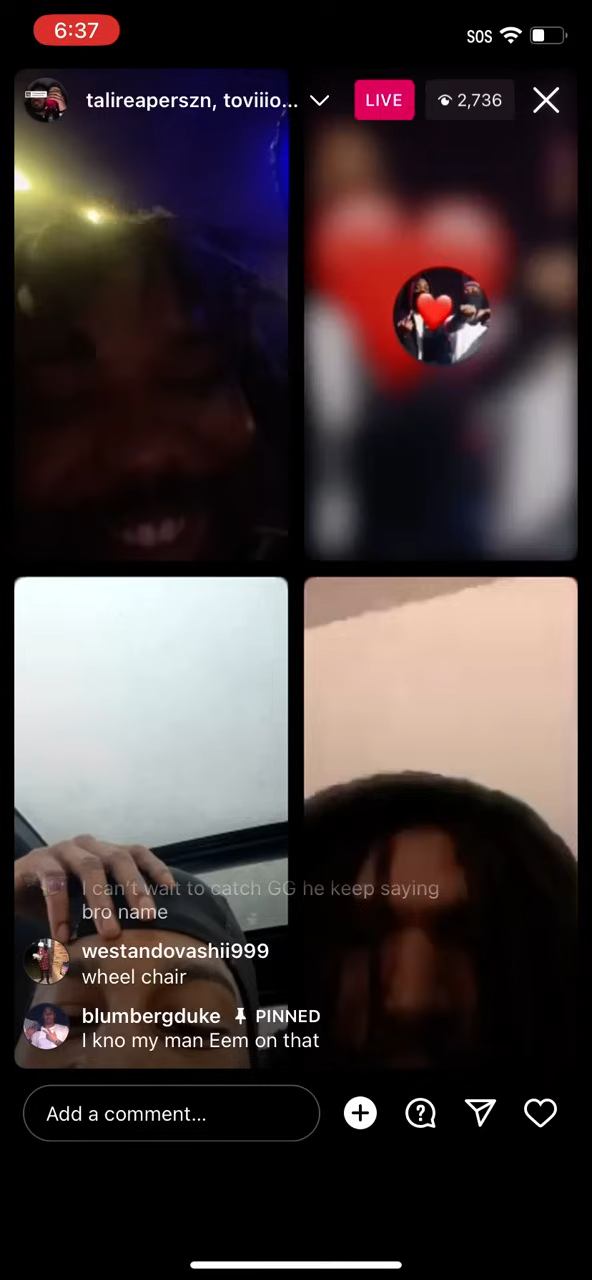 6:37
SOS
talireaperszn, toviiio...
LIVE
2,736
I can't wait to catch GG he keep saying
bro name
westandovashii999
wheel chair
blumbergduke PINNED
I kno my man Eem on that
Add a comment...